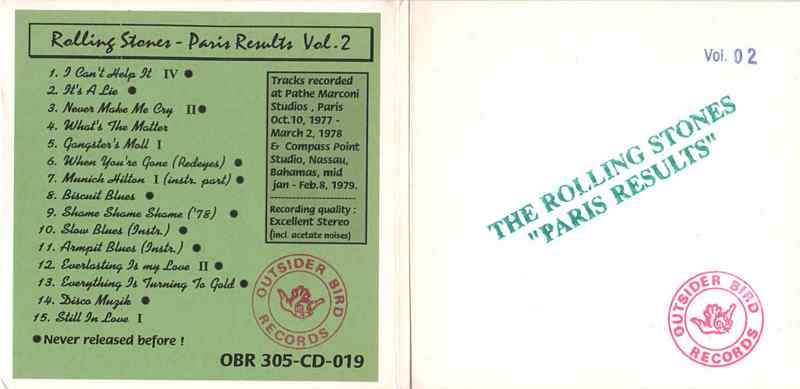 Rolling Stones - Paris Results Vol. 2
1. I Can't Help It IV ●
2. It's A Lie ●
3. Never Make Me Cry II ●
4. What's The Matter
5. Gangster's Moll I
6. When You're Gone (Redeyes) ●
7. Munich Hilton I (instr. part) ●
8. Biscuit Blues ●
9. Shame Shame Shame ('78) ●
10. Slow Blues (Instr.) ●
11. Armpit Blues (Instr.) ●
12. Everlasting Is my Love II ●
13. Everything Is Turning To Gold ●
14. Disco Muzik ●
15. Still In Love I
● Never released before !
Tracks recorded
at Pathe Marconi
Studios , Paris
Oct.10, 1977 -
March 2, 1978
& Compass Point
Studio, Nassau,
Bahamas, mid
jan - Feb.8, 1979.
Recording quality :
Excellent Stereo
(incl. acetate noises)
OUTSIDER BIRD
RECORDS
OBR 305-CD-019
Vol. 02
THE ROLLING STONES
"PARIS RESULTS"
OUTSIDER BIRD
RECORDS